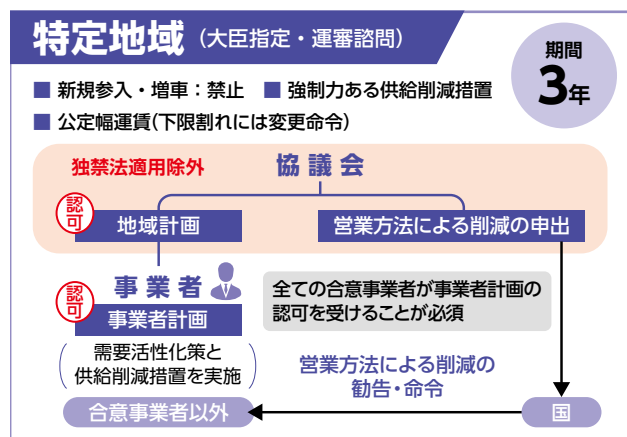 特定地域（大臣指定・運審諮問）
期間
3年
■ 新規参入・増車：禁止 ■ 強制力ある供給削減措置
■ 公定幅運賃(下限割れには変更命令)
独禁法適用除外
協議会
認可
地域計画
営業方法による削減の申出
認可
事業者
事業者計画
全ての合意事業者が事業者計画の
認可を受けることが必須
(需要活性化策と
供給削減措置を実施)
営業方法による削減の
勧告・命令
合意事業者以外
国